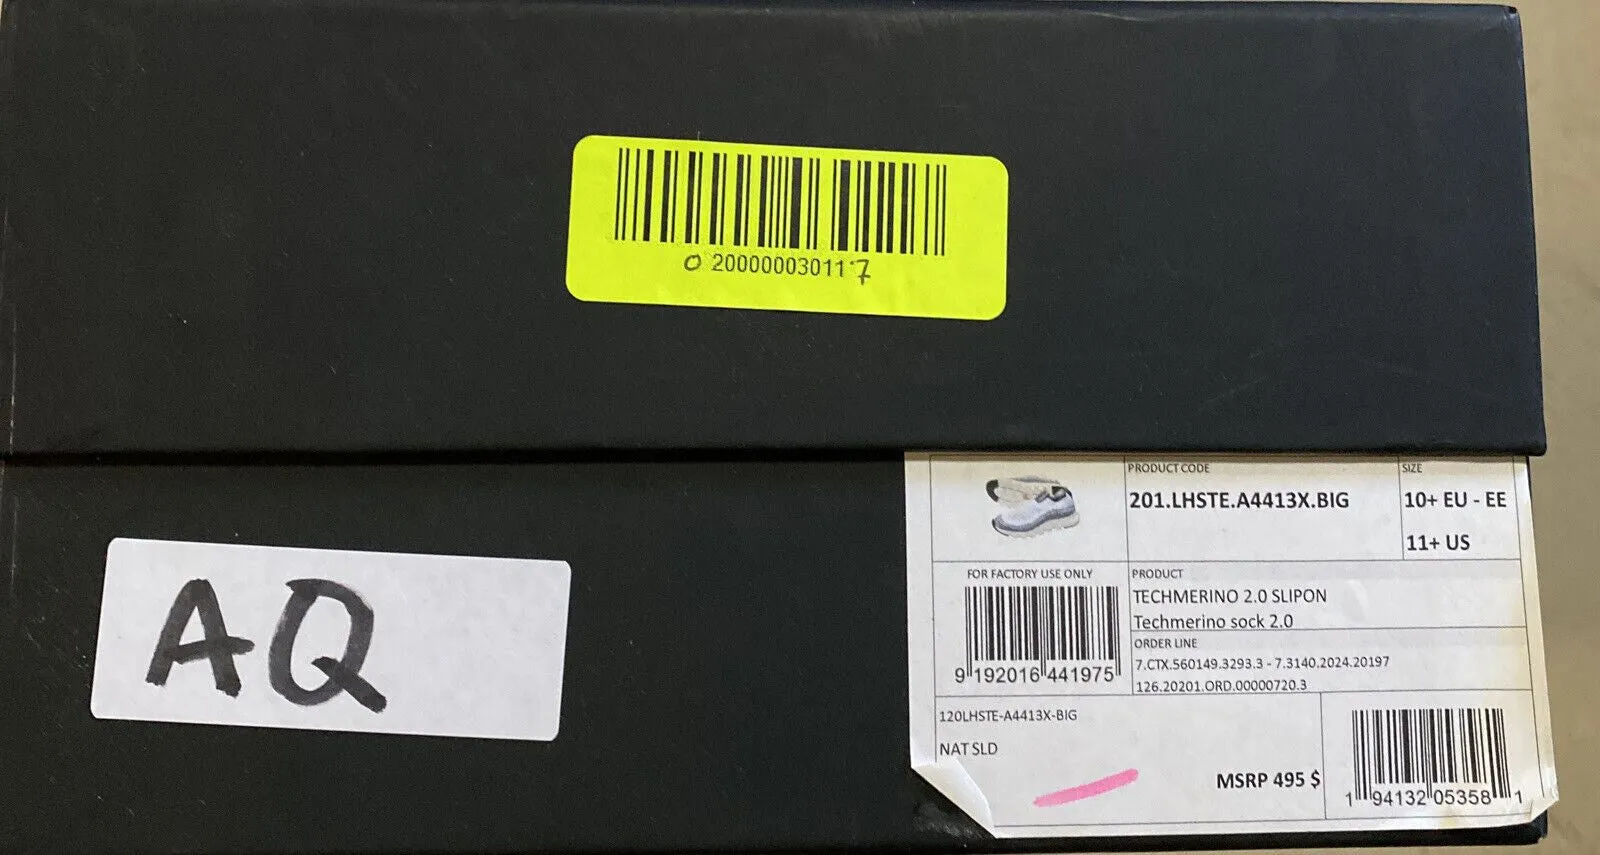 0 20000003011 7
AQ
PRODUCT CODE
201.LHSTE.A4413X.BIG
SIZE
10+ EU - EE
11+ US
FOR FACTORY USE ONLY
9 192016 441975
PRODUCT
TECHMERINO 2.0 SLIPON
Techmerino sock 2.0
ORDER LINE
7.CTX.560149.3293.3 - 7.3140.2024.20197
126.20201.ORD.00000720.3
120LHSTE-A4413X-BIG
NAT SLD
MSRP 495 $
1 94132 05358 1